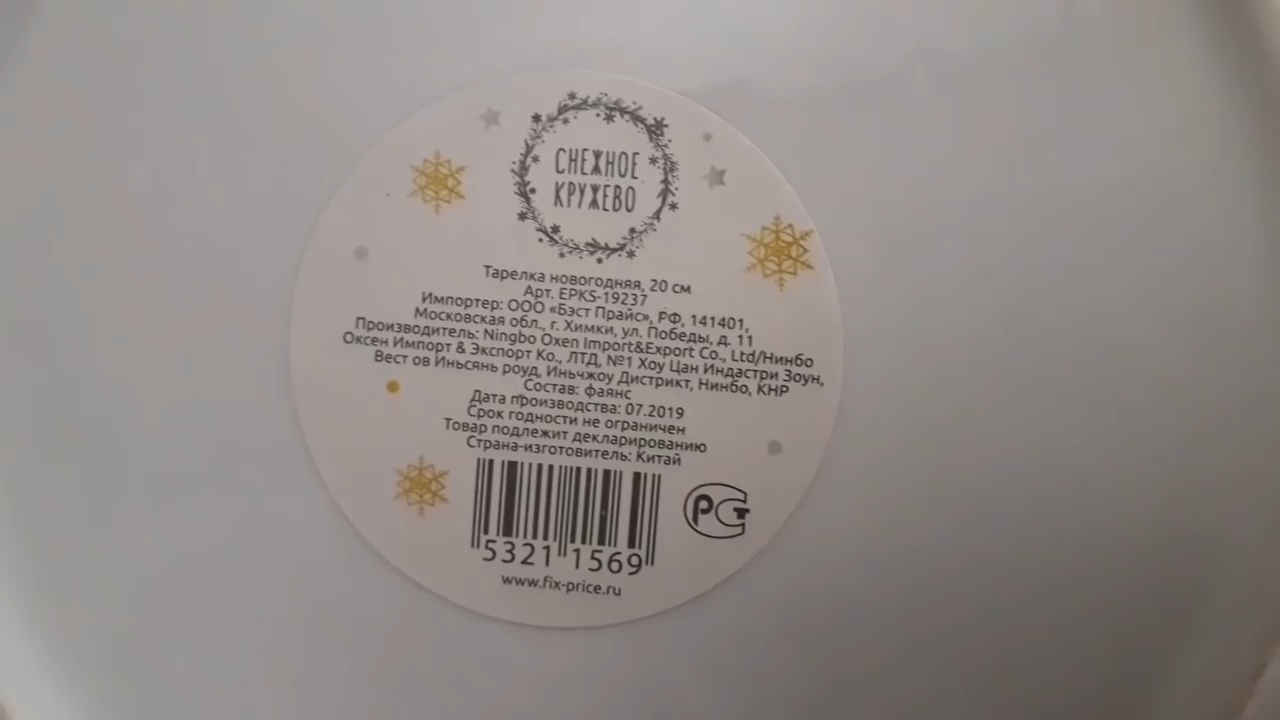 СНЕЖНОЕ
КРУЖЕВО
Тарелка новогодняя, 20 см
Арт. EPKS-19237
Импортер: ООО «Бэст Прайс», РФ, 141401,
Московская обл., г. Химки, ул. Победы, д. 11
Производитель: Ningbo Oxen Import&Export Co., Ltd/Нинбо
Оксен Импорт & Экспорт Ко., ЛТД, №1 Хоу Цан Индастри Зоун,
Вест ов Иньсянь роуд, Иньчжоу Дистрикт, Нинбо, КНР
Состав: фаянс
Дата производства: 07.2019
Срок годности не ограничен
Товар подлежит декларированию
Страна-изготовитель: Китай
5321 1569
РСТ
www.fix-price.ru